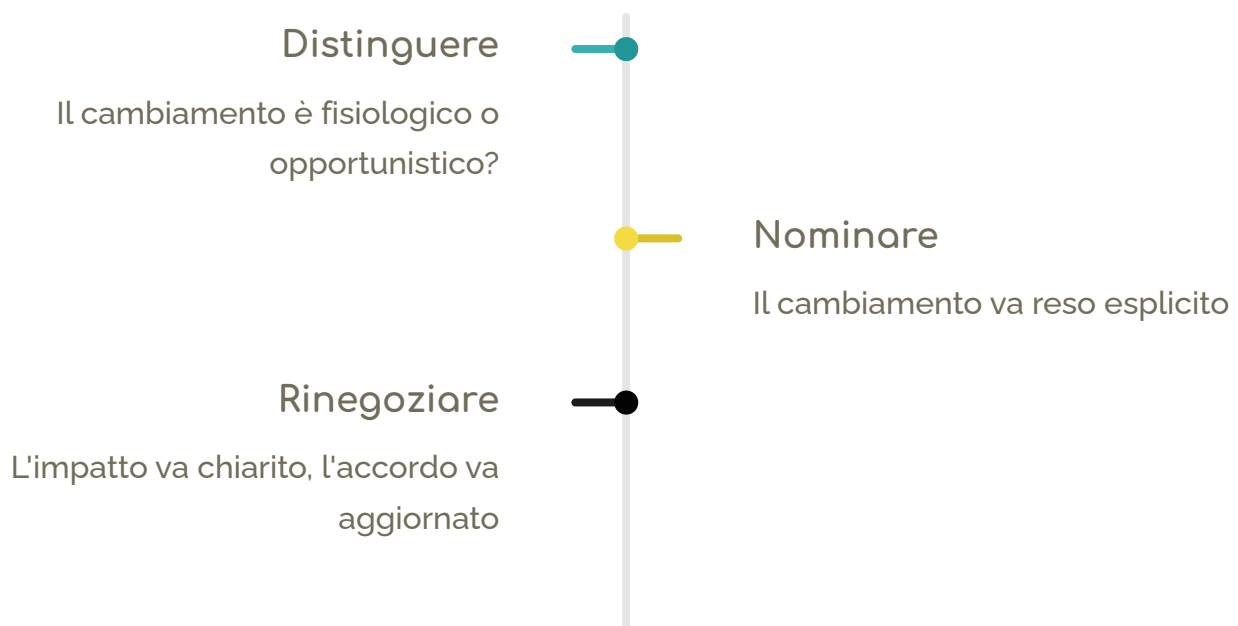 Distinguere
Il cambiamento è fisiologico o
opportunistico?
Nominare
Il cambiamento va reso esplicito
Rinegoziare
L'impatto va chiarito, l'accordo va
aggiornato